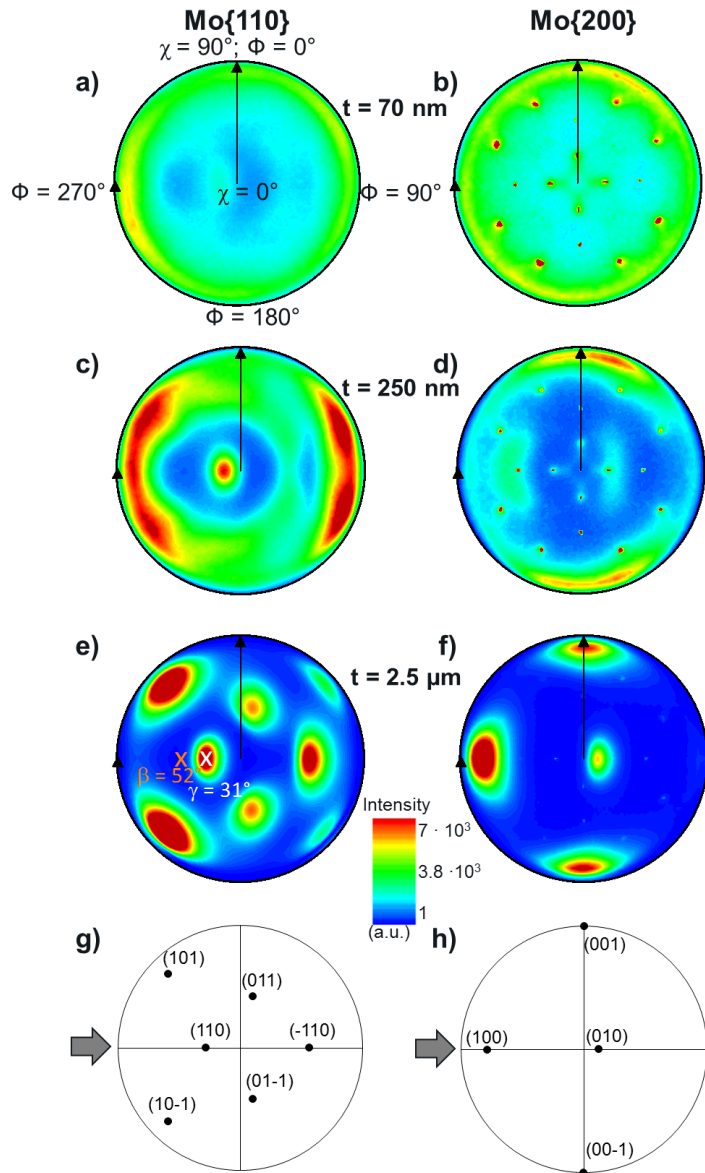 Mo{110}
Mo{200}
χ = 90°; Φ = 0°
a)
b)
t = 70 nm
Φ = 270°
χ = 0°
Φ = 90°
Φ = 180°
c)
d)
t = 250 nm
e)
f)
t = 2.5 µm
X X
β = 52°
γ = 31°
Intensity
7 · 10³
3.8 · 10³
1
(a.u.)
g)
h)
(101)
(011)
(110)
(-110)
(10-1)
(01-1)
(001)
(100)
(010)
(00-1)